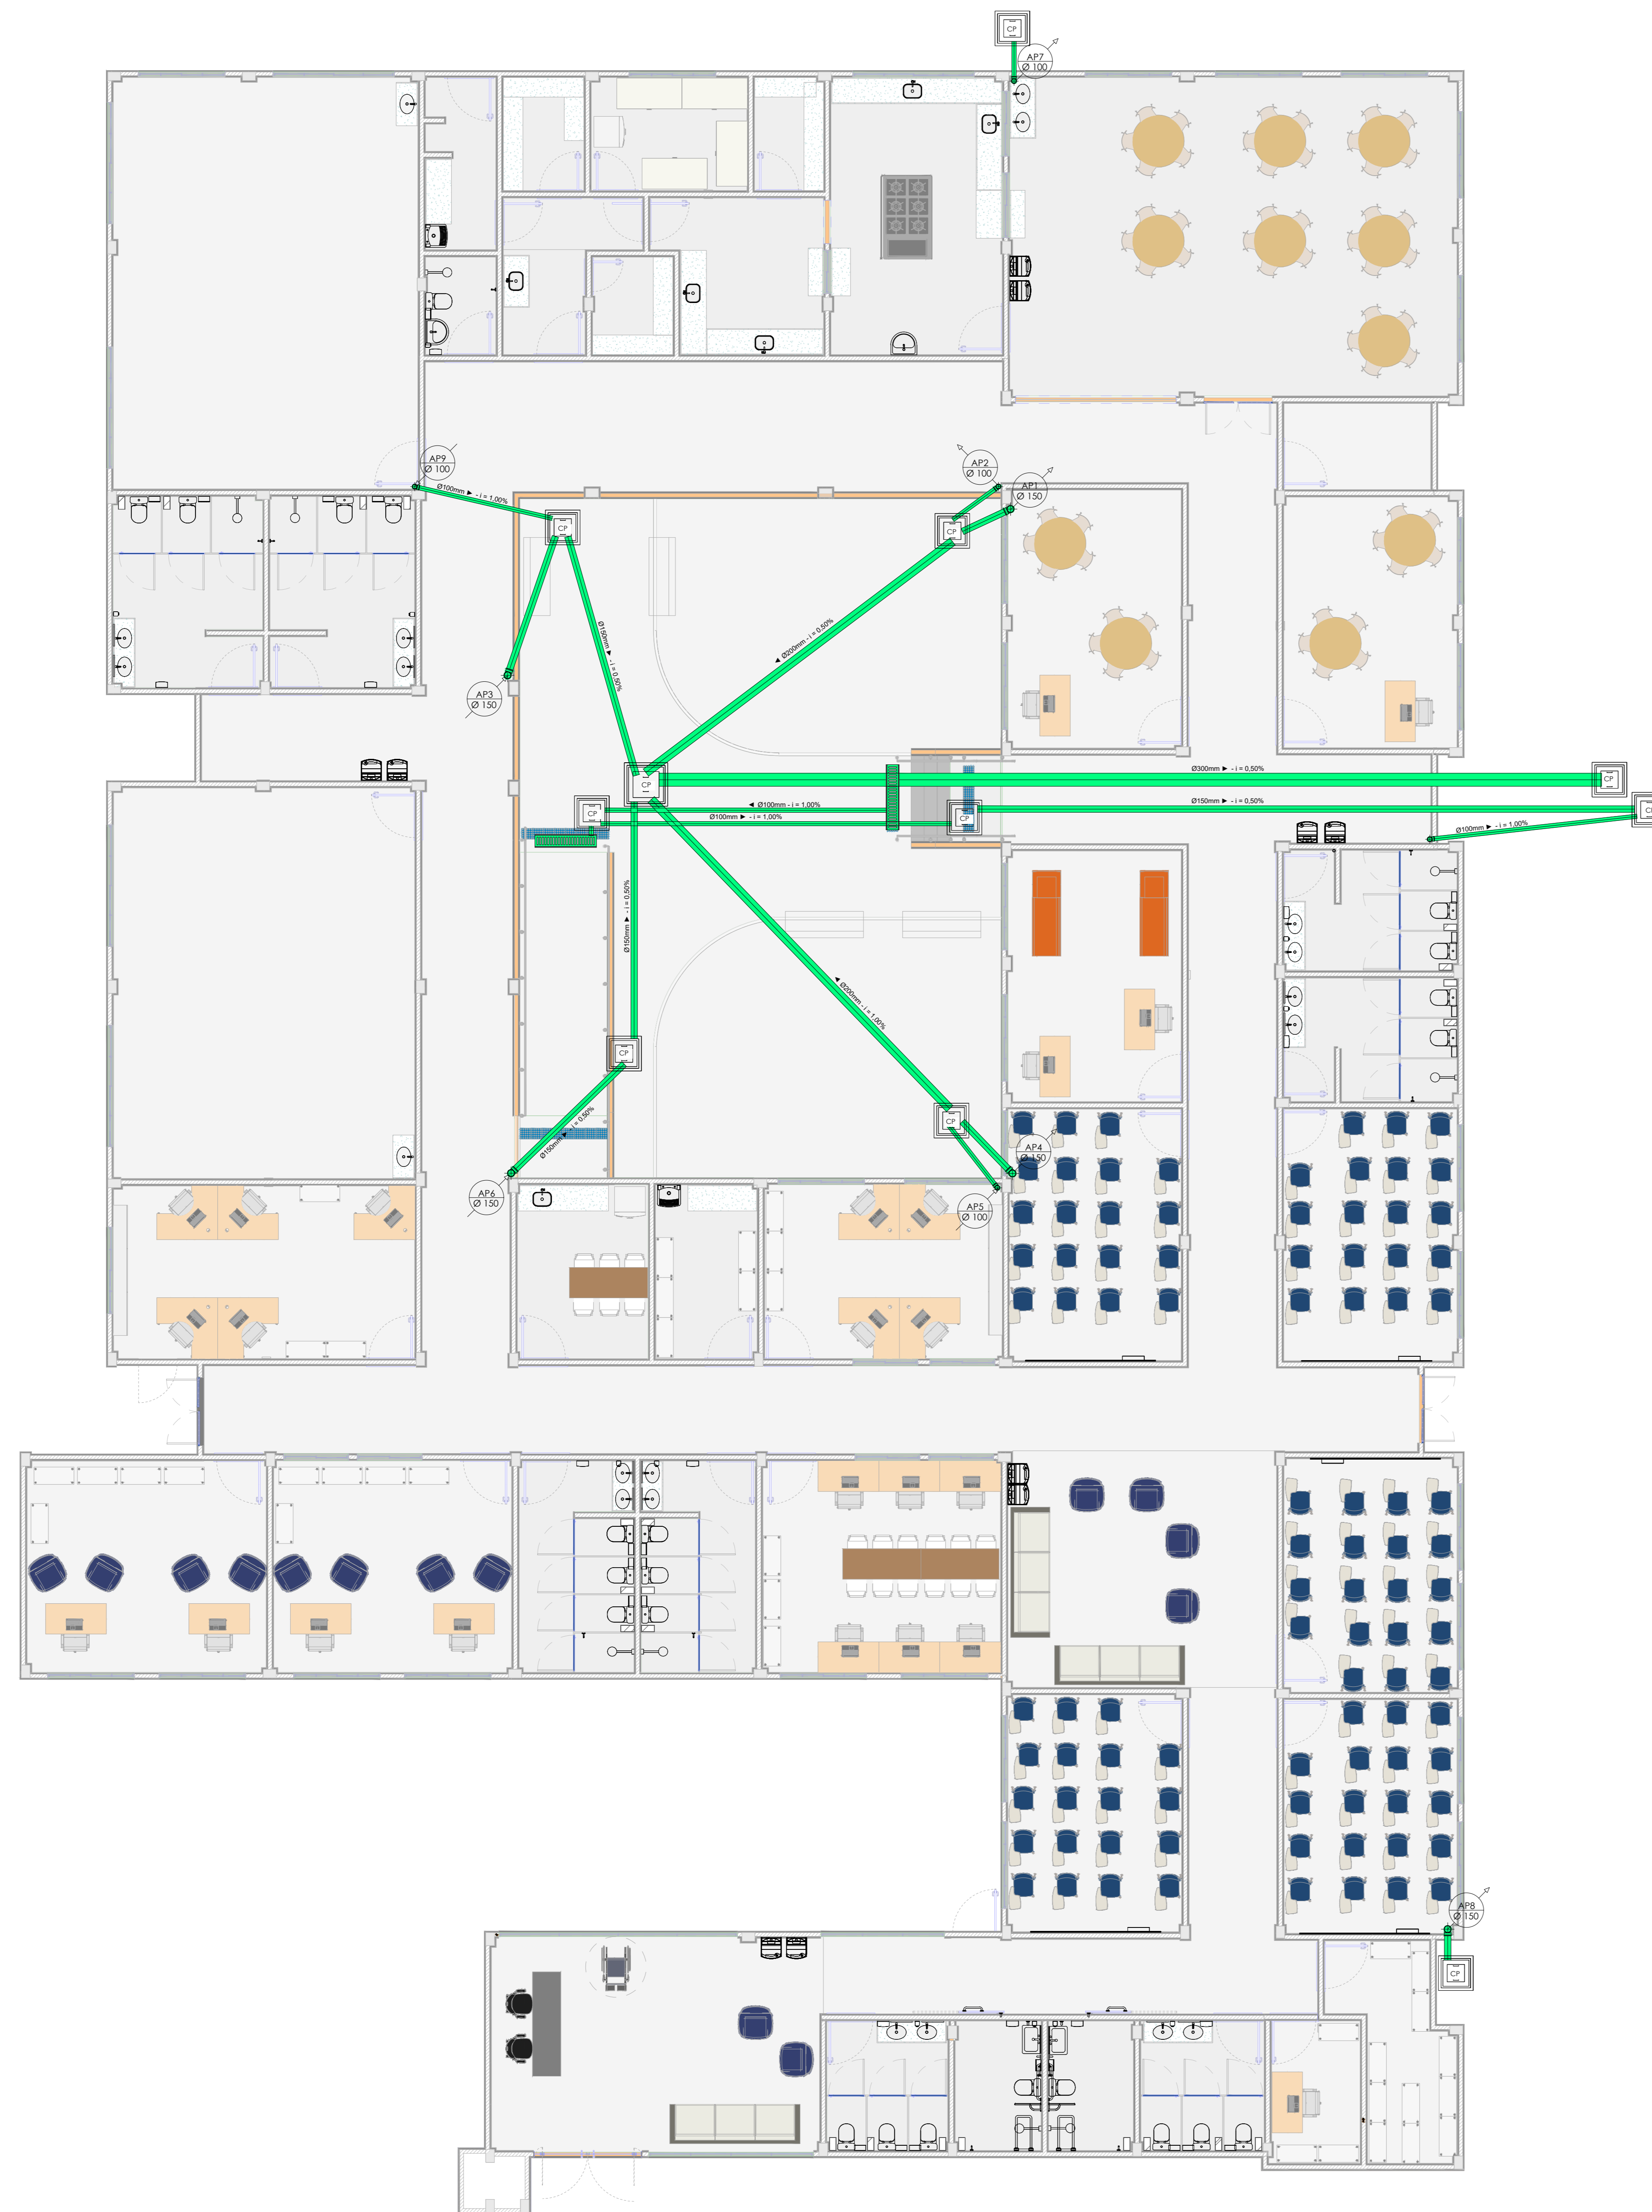 CP
AP7
Ø 100
AP9
Ø 100
Ø100mm ► - i = 1,00%
AP2
Ø 100
AP1
Ø 150
CP
CP
Ø150mm ► - i = 0,50%
◄ Ø200mm - i = 0,50%
AP3
Ø 150
CP
Ø300mm ► - i = 0,50%
CP
CP
◄ Ø100mm - i = 1,00%
Ø100mm ► - i = 1,00%
CP
Ø150mm ► - i = 0,50%
CP
Ø100mm ► - i = 1,00%
Ø150mm ► - i = 0,50%
◄ Ø200mm - i = 1,00%
CP
CP
Ø150mm ► - i = 0,50%
AP4
Ø 150
AP6
Ø 150
AP5
Ø 100
AP8
Ø 150
CP